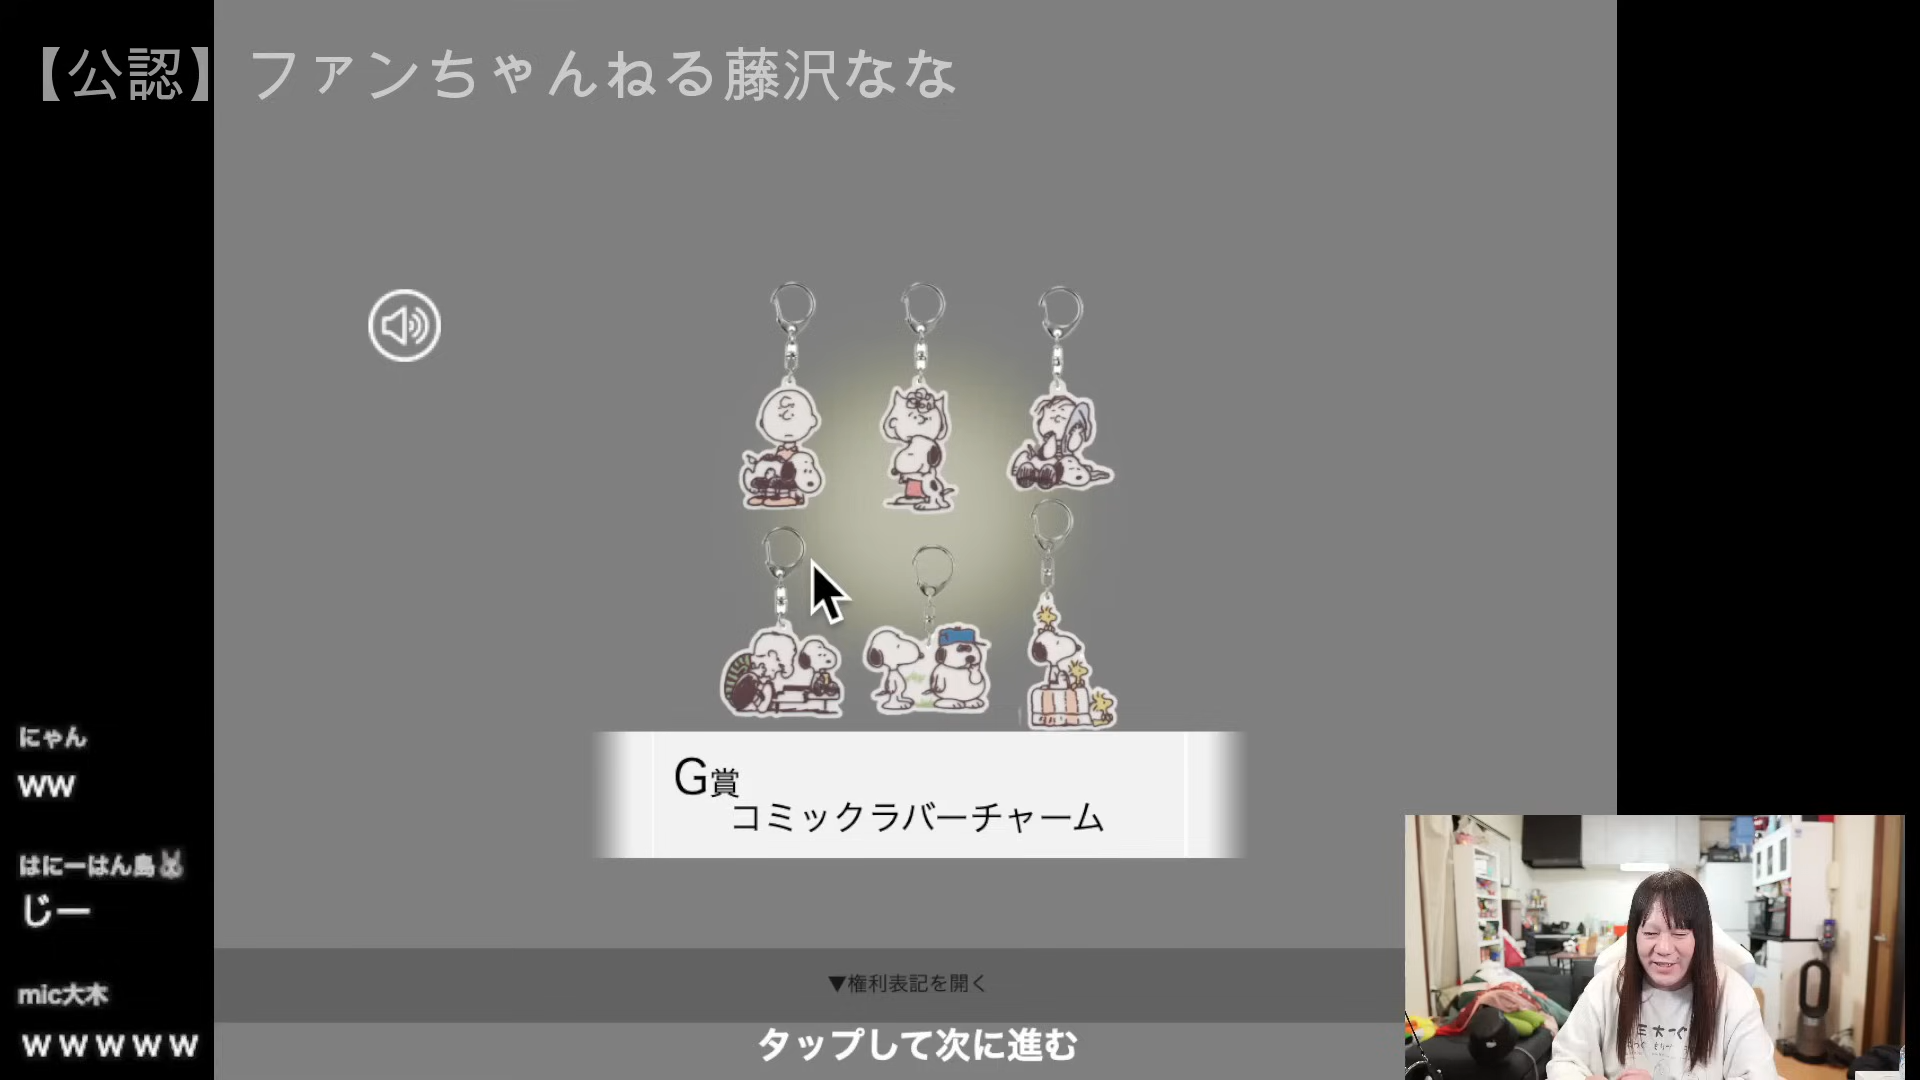 【公認】ファンちゃんねる藤沢なな
G賞
コミックラバーチャーム
▼権利表記を開く
タップして次に進む
にゃん
ww
はにーはん島🐰
じー
mic大木
wwwww